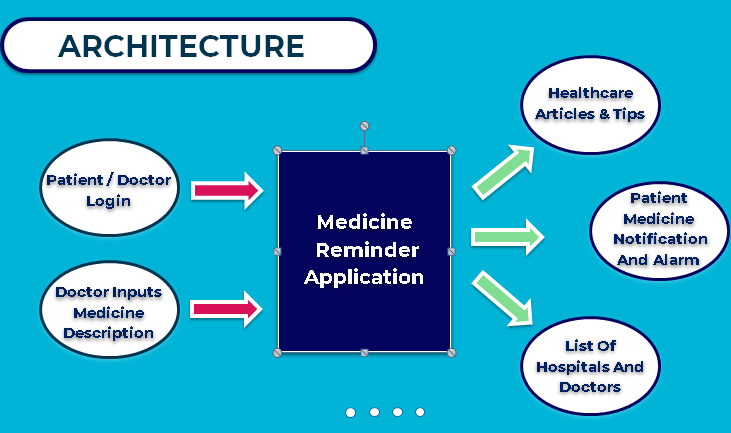 ARCHITECTURE
Patient / Doctor
Login
Doctor Inputs
Medicine
Description
Medicine
Reminder
Application
Healthcare
Articles & Tips
Patient
Medicine
Notification
And Alarm
List Of
Hospitals And
Doctors